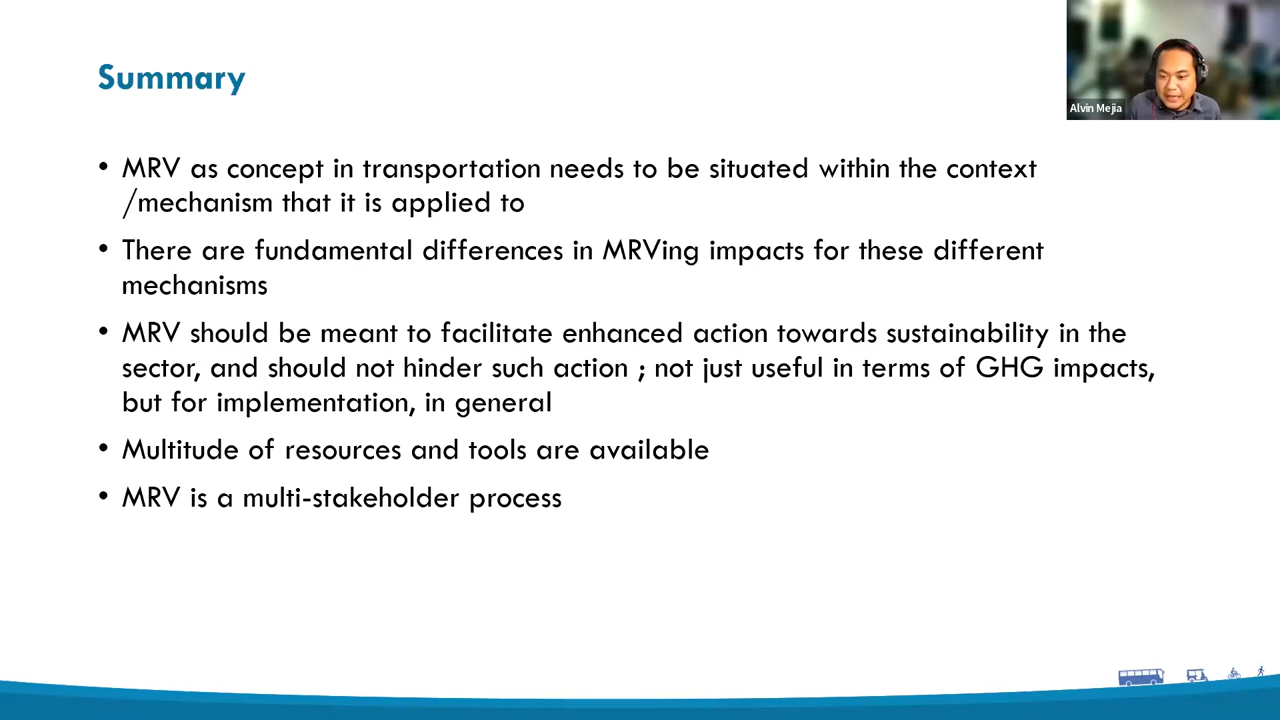 Summary
Alvin Mejia
• MRV as concept in transportation needs to be situated within the context
/mechanism that it is applied to
• There are fundamental differences in MRVing impacts for these different
mechanisms
• MRV should be meant to facilitate enhanced action towards sustainability in the
sector, and should not hinder such action ; not just useful in terms of GHG impacts,
but for implementation, in general
• Multitude of resources and tools are available
• MRV is a multi-stakeholder process